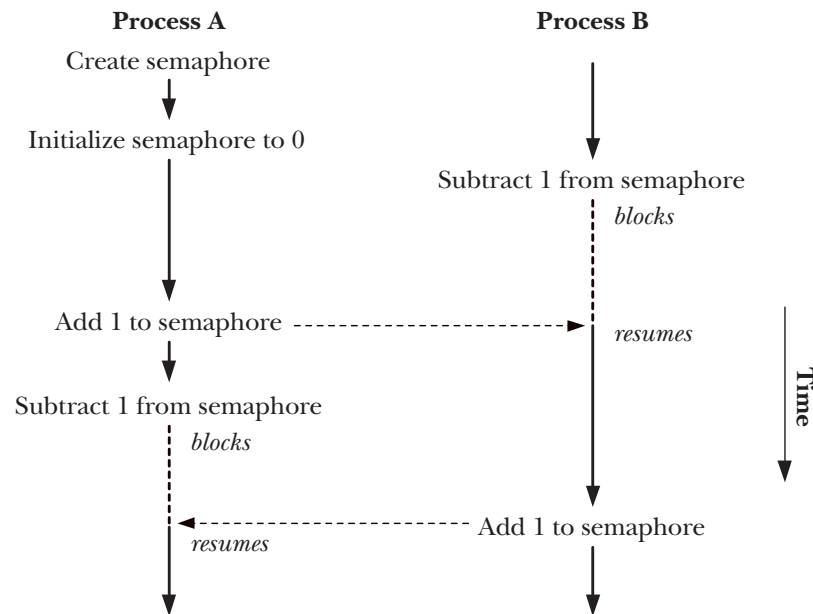 Process A
Process B
Create semaphore
Initialize semaphore to 0
Subtract 1 from semaphore
blocks
Add 1 to semaphore
resumes
Subtract 1 from semaphore
blocks
Time
Add 1 to semaphore
resumes